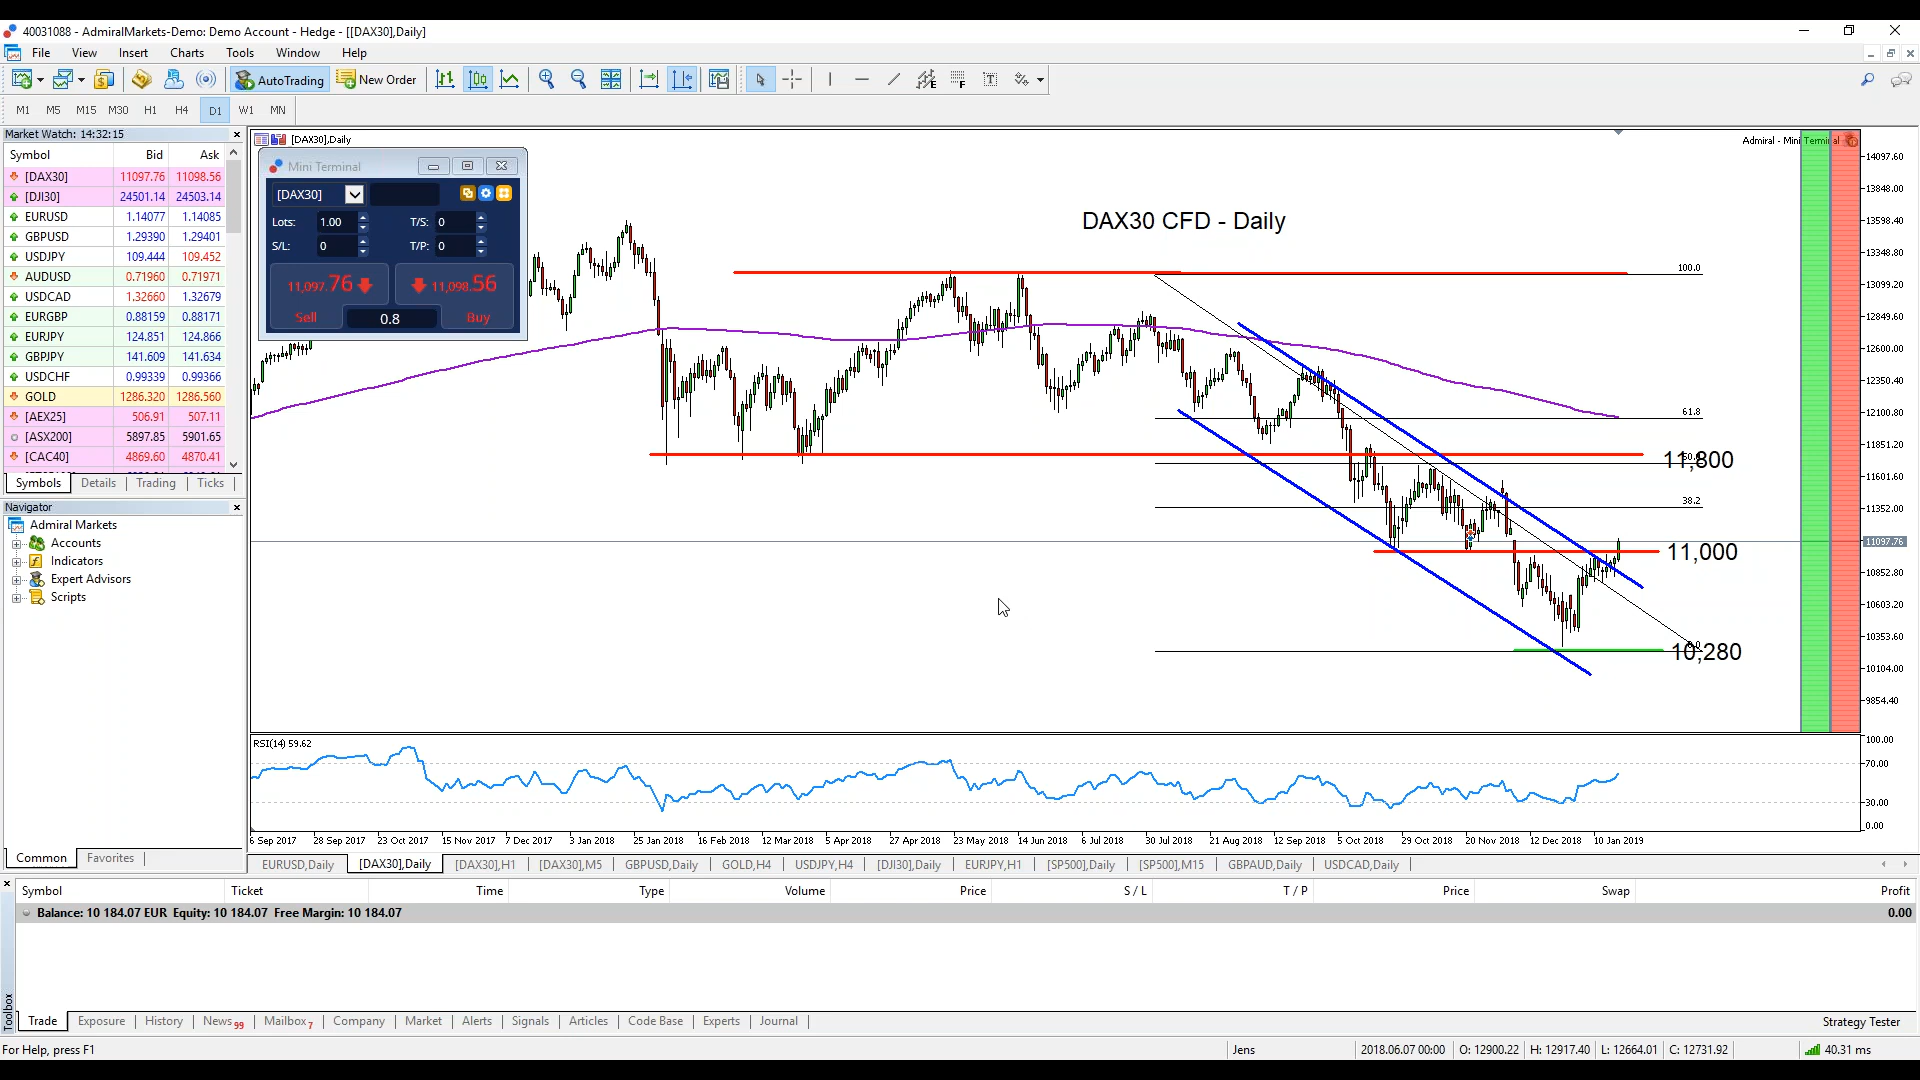 40031088 - AdmiralMarkets-Demo: Demo Account - Hedge - [[DAX30],Daily]
File View Insert Charts Tools Window Help
AutoTrading New Order
M1 M5 M15 M30 H1 H4 D1 W1 MN
Market Watch: 14:32:15
Symbol Bid Ask
[DAX30] 11097.76 11098.56
[DJI30] 24501.14 24503.14
EURUSD 1.14077 1.14085
GBPUSD 1.29390 1.29401
USDJPY 109.444 109.452
AUDUSD 0.71960 0.71971
USDCAD 1.32660 1.32679
EURGBP 0.88159 0.88171
EURJPY 124.851 124.866
GBPJPY 141.609 141.634
USDCHF 0.99339 0.99366
GOLD 1286.320 1286.560
[AEX25] 506.91 507.11
[ASX200] 5897.85 5901.65
[CAC40] 4869.60 4870.41
Symbols Details Trading Ticks
Navigator
Admiral Markets
Accounts
Indicators
Expert Advisors
Scripts
Common Favorites
[DAX30],Daily
Admiral - Mini Terminal
Mini Terminal
[DAX30]
Lots: 1.00 T/S: 0
S/L: 0 T/P: 0
11,097.76 11,098.56
Sell 0.8 Buy
DAX30 CFD - Daily
100.0
61.8
11,800
38.2
11,000
10,280
14097.60
13848.00
13598.40
13348.80
13099.20
12849.60
12600.00
12350.40
12100.80
11851.20
11601.60
11352.00
11097.76
10852.80
10603.20
10353.60
10104.00
9854.40
RSI(14) 59.62
100.00
70.00
30.00
0.00
6 Sep 2017 28 Sep 2017 23 Oct 2017 15 Nov 2017 7 Dec 2017 3 Jan 2018 25 Jan 2018 16 Feb 2018 12 Mar 2018 5 Apr 2018 27 Apr 2018 23 May 2018 14 Jun 2018 6 Jul 2018 30 Jul 2018 21 Aug 2018 12 Sep 2018 5 Oct 2018 29 Oct 2018 20 Nov 2018 12 Dec 2018 10 Jan 2019
EURUSD,Daily [DAX30],Daily [DAX30],H1 [DAX30],M5 GBPUSD,Daily GOLD,H4 USDJPY,H4 [DJI30],Daily EURJPY,H1 [SP500],Daily [SP500],M15 GBPAUD,Daily USDCAD,Daily
Symbol Ticket Time Type Volume Price S / L T / P Price Swap Profit
Balance: 10 184.07 EUR Equity: 10 184.07 Free Margin: 10 184.07 0.00
Toolbox
Trade Exposure History News 99 Mailbox 7 Company Market Alerts Signals Articles Code Base Experts Journal Strategy Tester
For Help, press F1 Jens 2018.06.07 00:00 O: 12900.22 H: 12917.40 L: 12664.01 C: 12731.92 40.31 ms